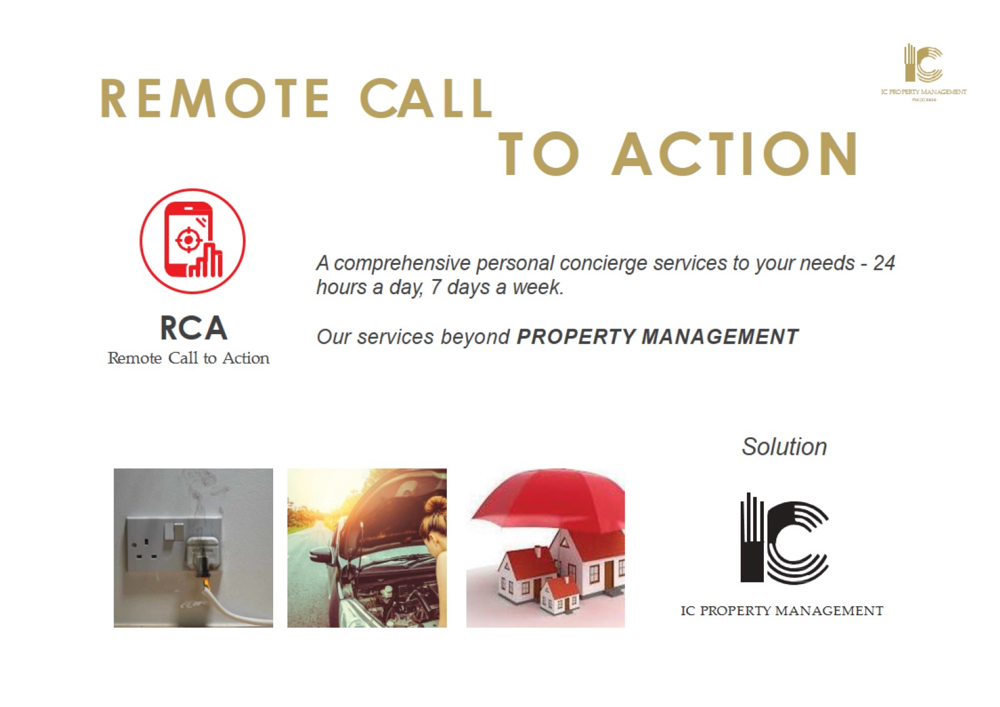 IC PROPERTY MANAGEMENT
REMOTE CALL
TO ACTION
A comprehensive personal concierge services to your needs - 24
hours a day, 7 days a week.
Our services beyond PROPERTY MANAGEMENT
RCA
Remote Call to Action
Solution
IC
IC PROPERTY MANAGEMENT